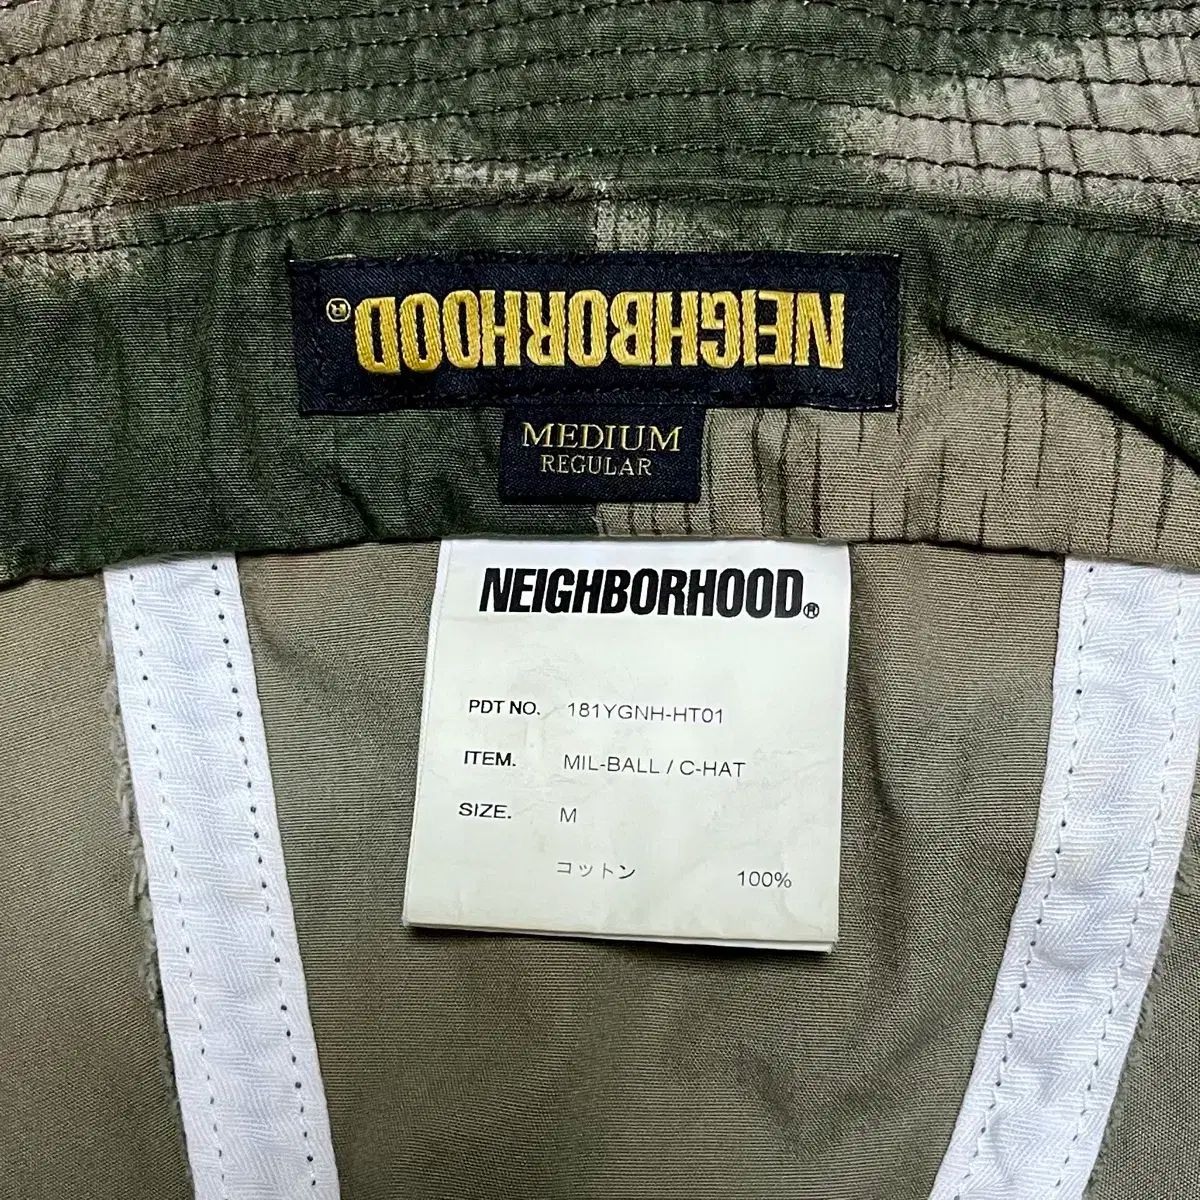 NEIGHBORHOOD®
MEDIUM
REGULAR
NEIGHBORHOOD®
PDT NO. 181YGNH-HT01
ITEM. MIL-BALL / C-HAT
SIZE. M
コットン 100%